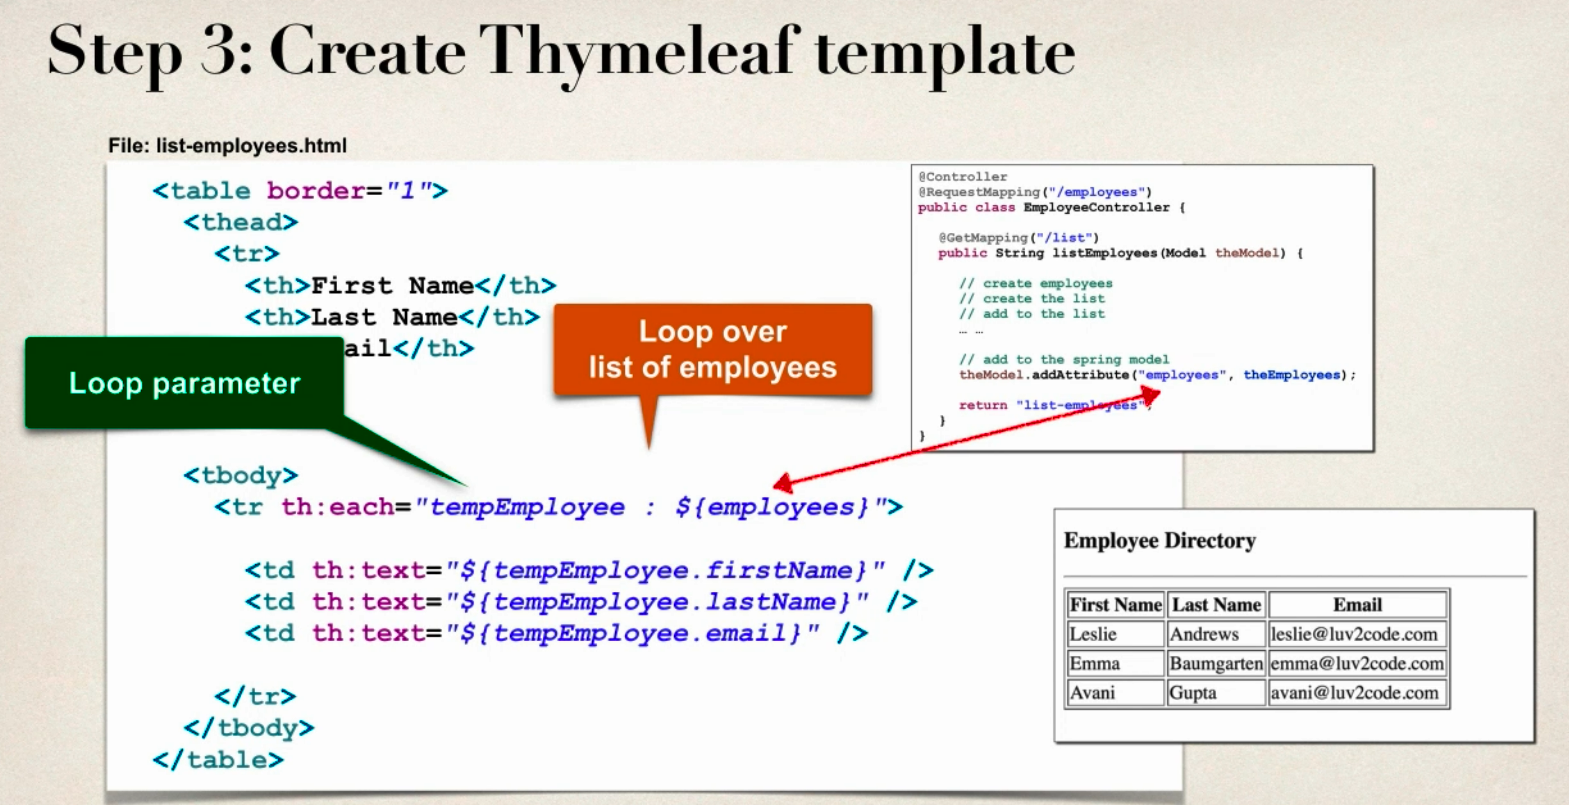 Step 3: Create Thymeleaf template
File: list-employees.html
<table border="1">
<thead>
<tr>
<th>First Name</th>
<th>Last Name</th>
ail</th>
Loop parameter
Loop over
list of employees
<tbody>
<tr th:each="tempEmployee : ${employees}">
<td th:text="${tempEmployee.firstName}" />
<td th:text="${tempEmployee.lastName}" />
<td th:text="${tempEmployee.email}" />
</tr>
</tbody>
</table>
@Controller
@RequestMapping("/employees")
public class EmployeeController {
@GetMapping("/list")
public String listEmployees(Model theModel) {
// create employees
// create the list
// add to the list
… …
// add to the spring model
theModel.addAttribute("employees", theEmployees);
return "list-employees";
}
}
Employee Directory
First Name Last Name Email
Leslie Andrews leslie@luv2code.com
Emma Baumgarten emma@luv2code.com
Avani Gupta avani@luv2code.com